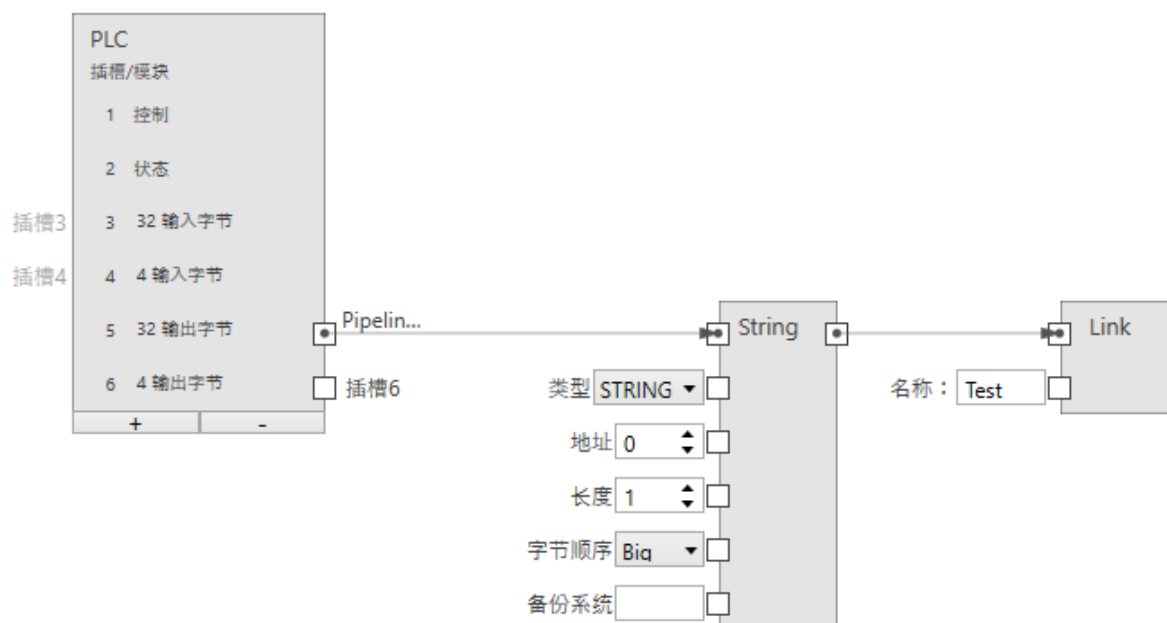 PLC
插槽/模块
1 控制
2 状态
插槽3
3 32 输入字节
插槽4
4 4 输入字节
5 32 输出字节
Pipelin...
String
Link
6 4 输出字节
插槽6
类型 STRING
名称： Test
+ -
地址 0
长度 1
字节顺序 Big
备份系统